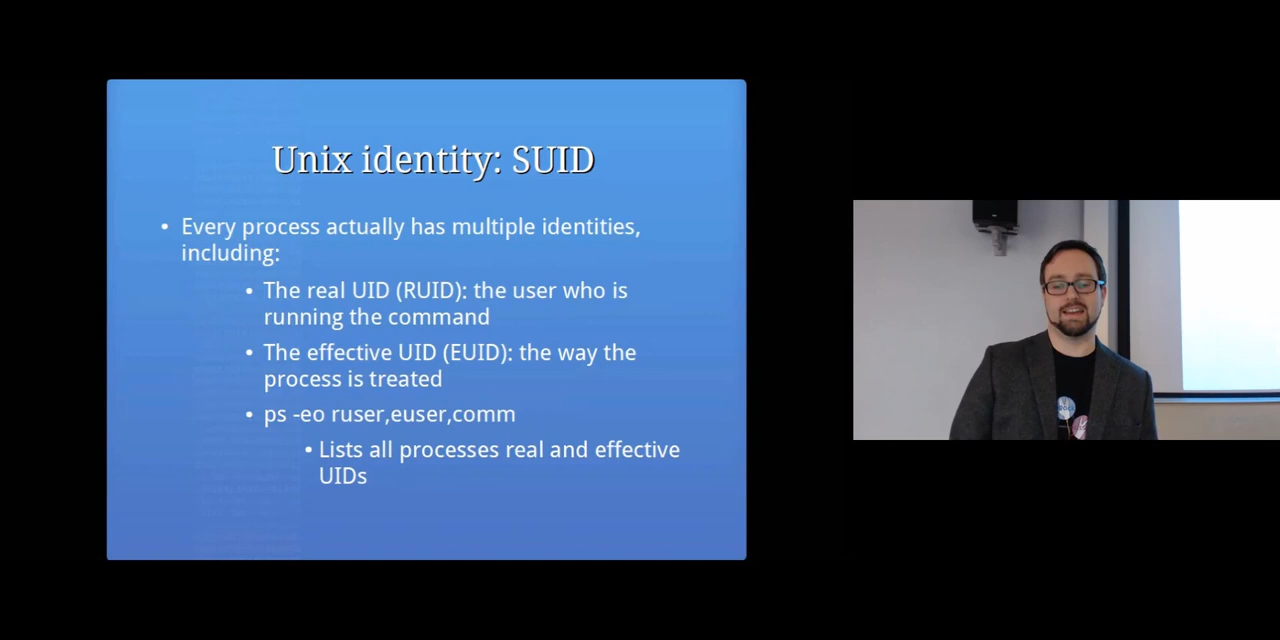 Unix identity: SUID
• Every process actually has multiple identities,
including:
• The real UID (RUID): the user who is
running the command
• The effective UID (EUID): the way the
process is treated
• ps -eo ruser,euser,comm
• Lists all processes real and effective
UIDs